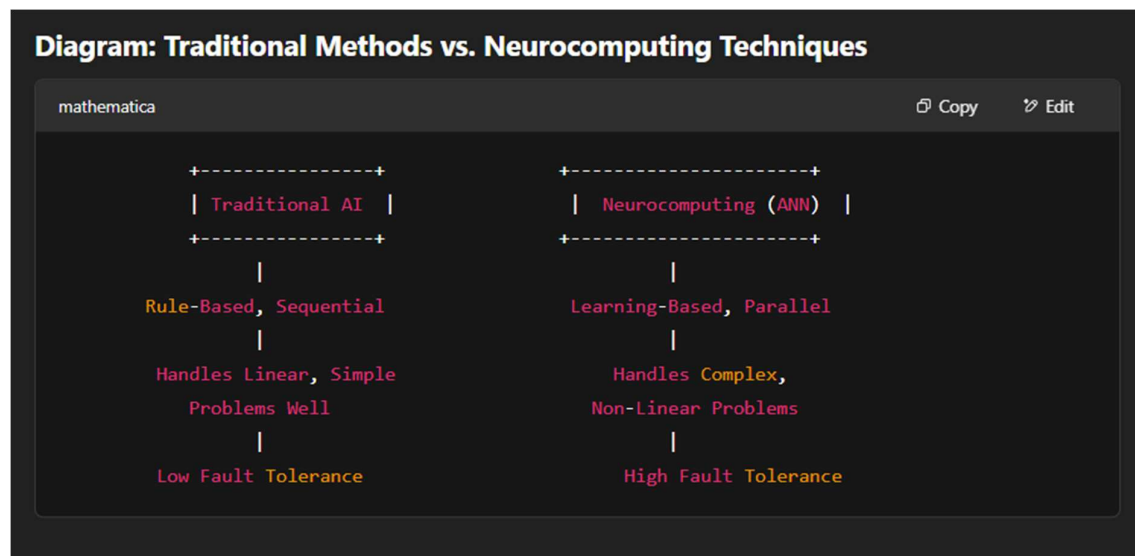 Diagram: Traditional Methods vs. Neurocomputing Techniques
mathematica Copy Edit
+----------------+ +----------------------+
| Traditional AI | | Neurocomputing (ANN) |
+----------------+ +----------------------+
| |
Rule-Based, Sequential Learning-Based, Parallel
| |
Handles Linear, Simple Handles Complex,
Problems Well Non-Linear Problems
| |
Low Fault Tolerance High Fault Tolerance